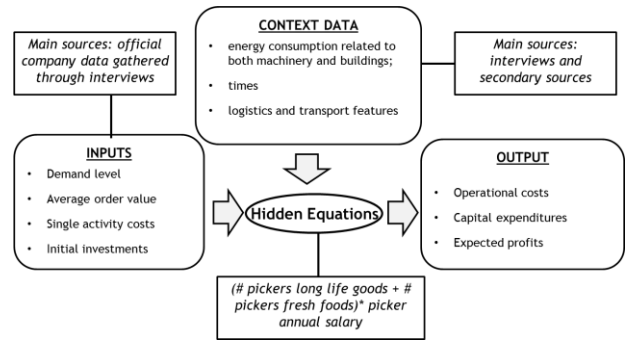 CONTEXT DATA
• energy consumption related to
both machinery and buildings;
• times
• logistics and transport features
Main sources: official
company data gathered
through interviews
Main sources:
interviews and
secondary sources
INPUTS
• Demand level
• Average order value
• Single activity costs
• Initial investments
Hidden Equations
OUTPUT
• Operational costs
• Capital expenditures
• Expected profits
(# pickers long life goods + #
pickers fresh foods)* picker
annual salary